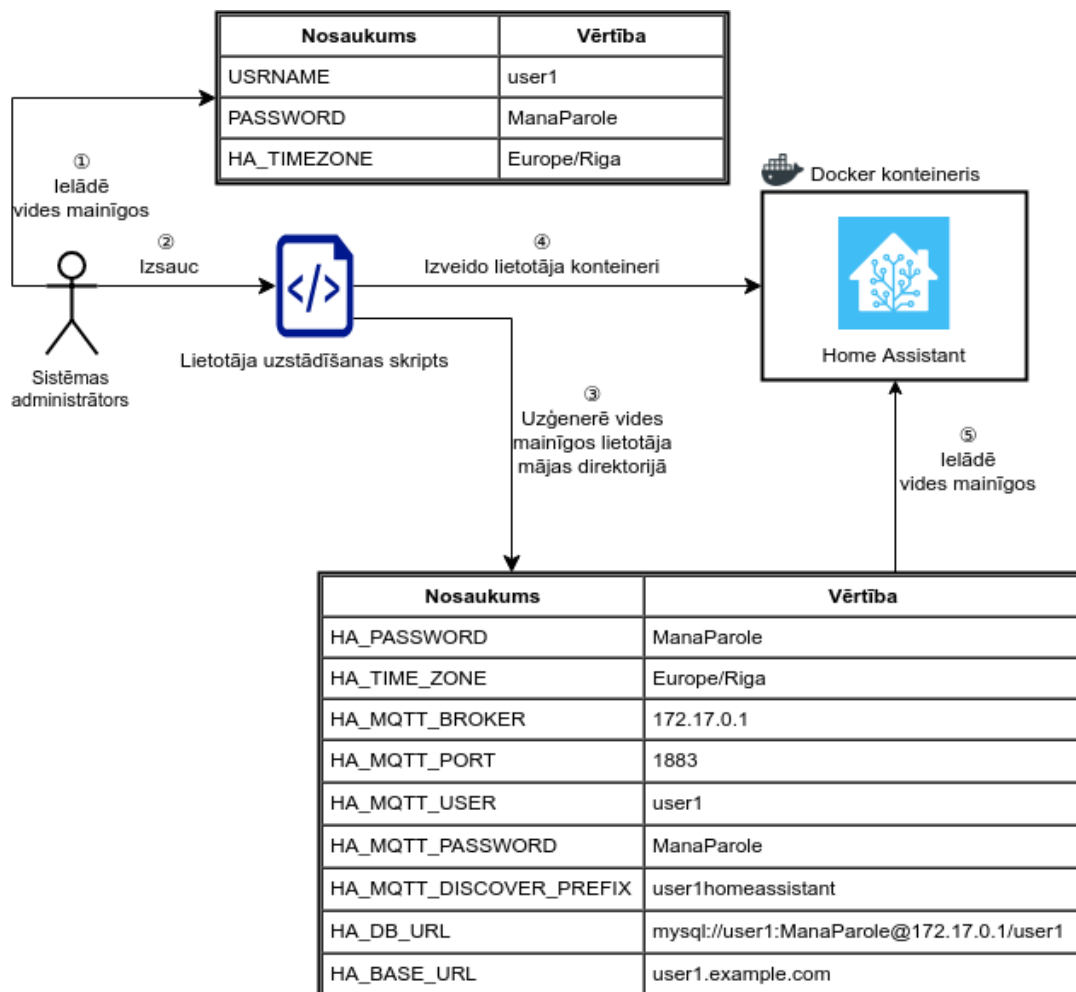 Nosaukums Vērtība
USRNAME user1
PASSWORD ManaParole
HA_TIMEZONE Europe/Riga
①
Ielādē
vides mainīgos
②
Izsauc
④
Izveido lietotāja konteineri
Docker konteineris
Home Assistant
Sistēmas
administrātors
Lietotāja uzstādīšanas skripts
③
Uzģenerē vides
mainīgos lietotāja
mājas direktorijā
⑤
Ielādē
vides mainīgos
Nosaukums Vērtība
HA_PASSWORD ManaParole
HA_TIME_ZONE Europe/Riga
HA_MQTT_BROKER 172.17.0.1
HA_MQTT_PORT 1883
HA_MQTT_USER user1
HA_MQTT_PASSWORD ManaParole
HA_MQTT_DISCOVER_PREFIX user1homeassistant
HA_DB_URL mysql://user1:ManaParole@172.17.0.1/user1
HA_BASE_URL user1.example.com